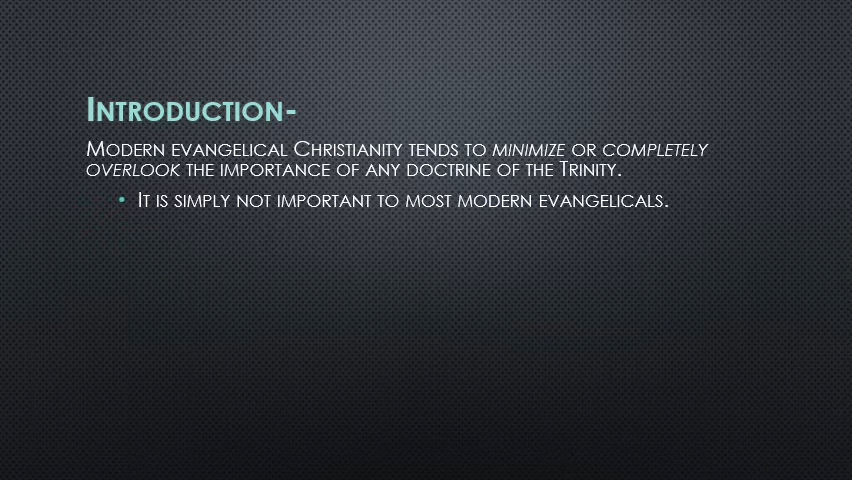 Introduction-
Modern evangelical Christianity tends to minimize or completely
overlook the importance of any doctrine of the Trinity.
• It is simply not important to most modern evangelicals.